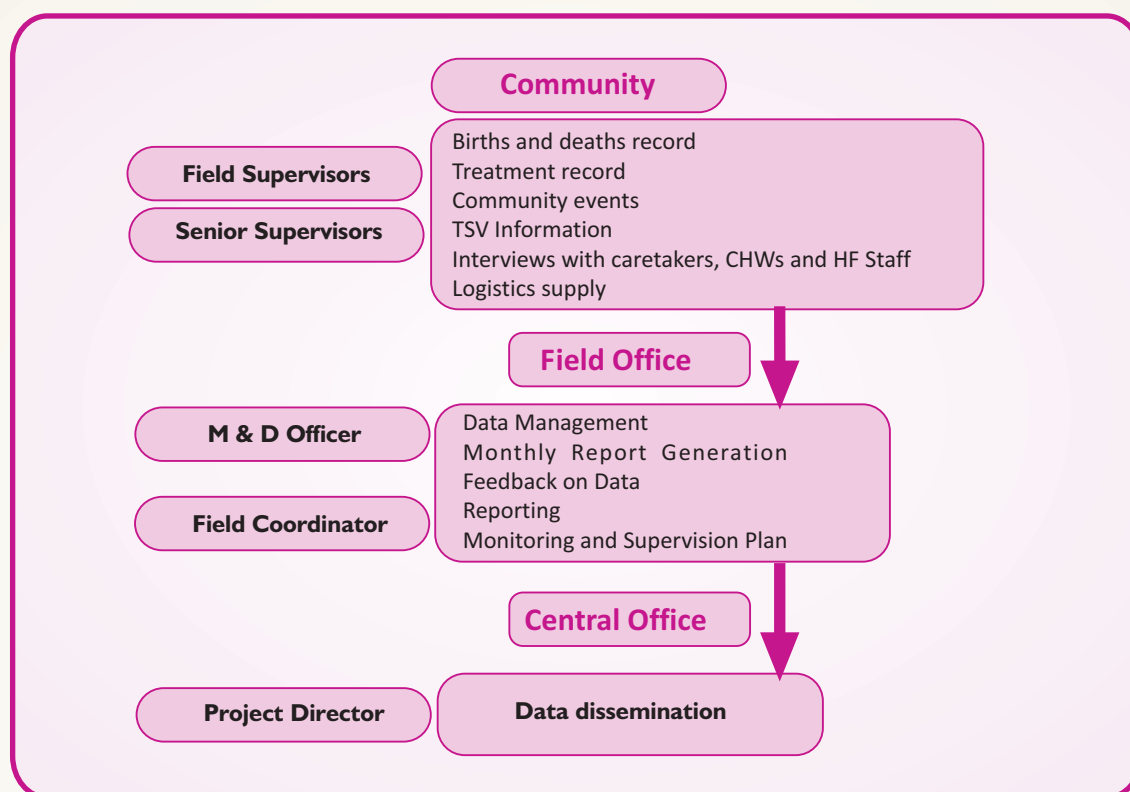 Community
Field Supervisors
Senior Supervisors
Births and deaths record
Treatment record
Community events
TSV Information
Interviews with caretakers, CHWs and HF Staff
Logistics supply
Field Office
M & D Officer
Field Coordinator
Data Management
Monthly Report Generation
Feedback on Data
Reporting
Monitoring and Supervision Plan
Central Office
Project Director
Data dissemination